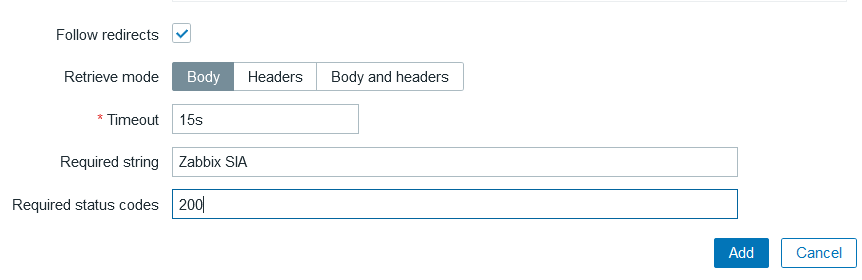 Follow redirects
Retrieve mode Body Headers Body and headers
* Timeout 15s
Required string Zabbix SIA
Required status codes 200
Add Cancel